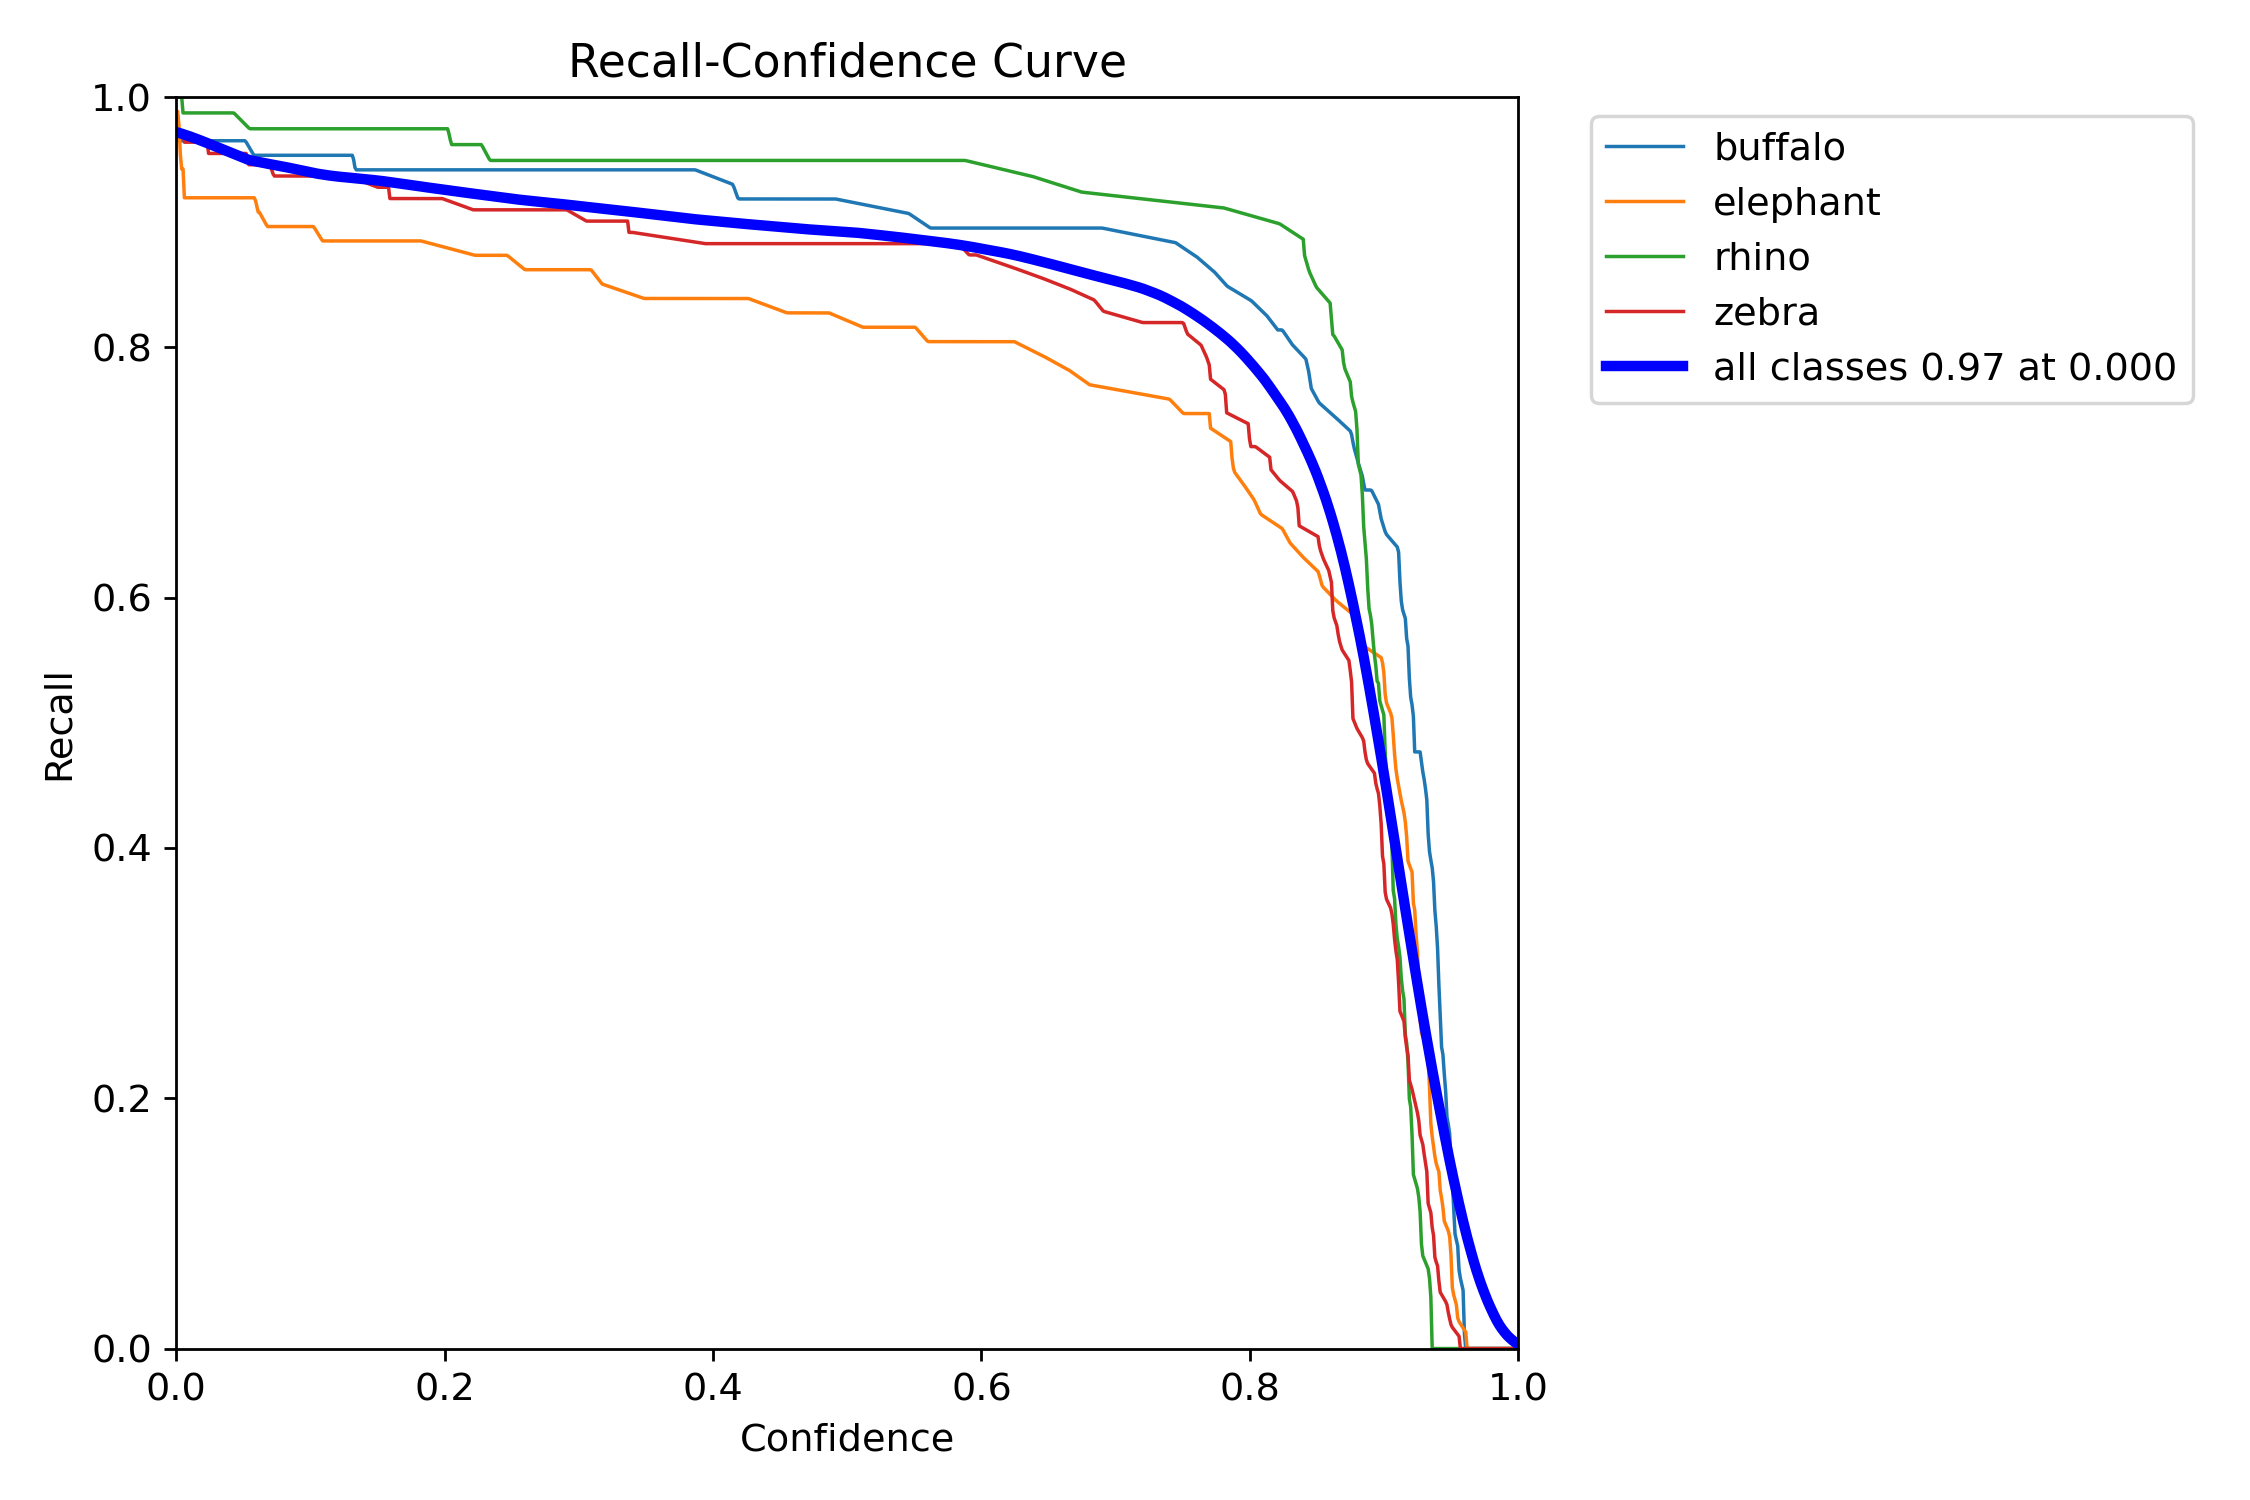 Recall-Confidence Curve
1.0
0.8
0.6
0.4
0.2
0.0
Recall
0.0 0.2 0.4 0.6 0.8 1.0
Confidence
buffalo
elephant
rhino
zebra
all classes 0.97 at 0.000